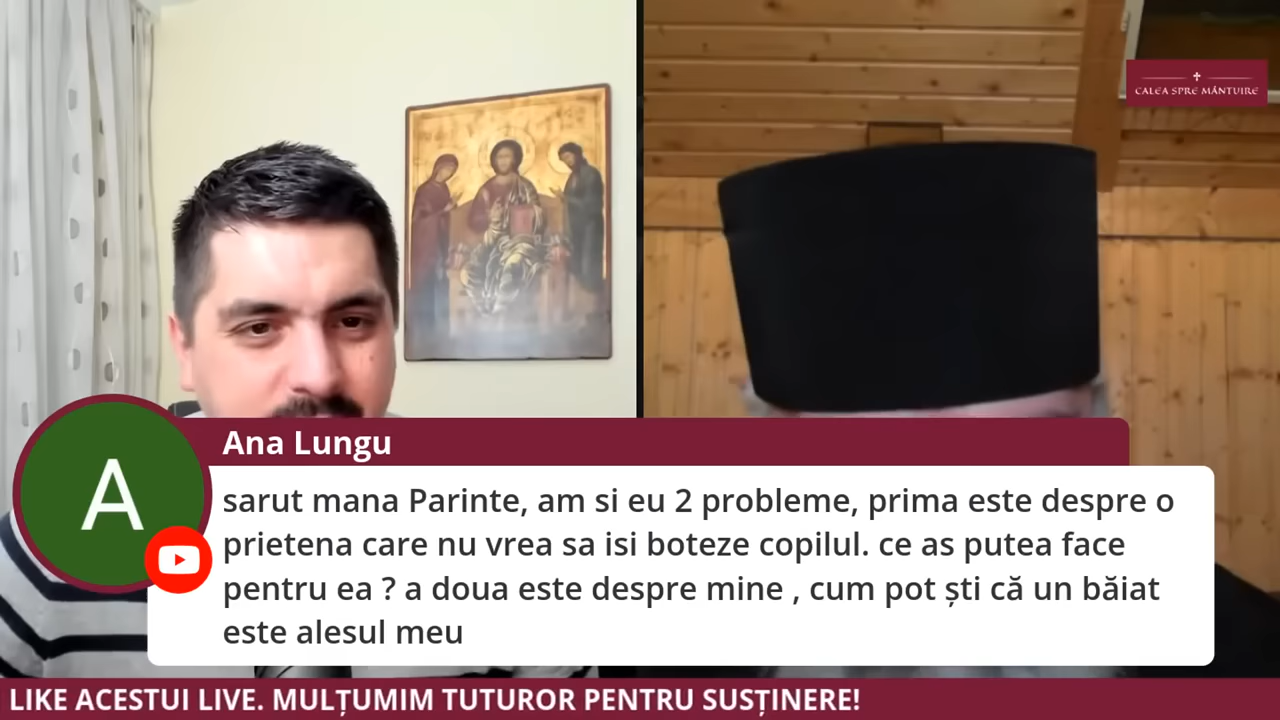 CALEA SPRE MÂNTUIRE
Ana Lungu
A
sarut mana Parinte, am si eu 2 probleme, prima este despre o
prietena care nu vrea sa isi boteze copilul. ce as putea face
pentru ea ? a doua este despre mine , cum pot ști că un băiat
este alesul meu
LIKE ACESTUI LIVE. MULȚUMIM TUTUROR PENTRU SUSȚINERE!